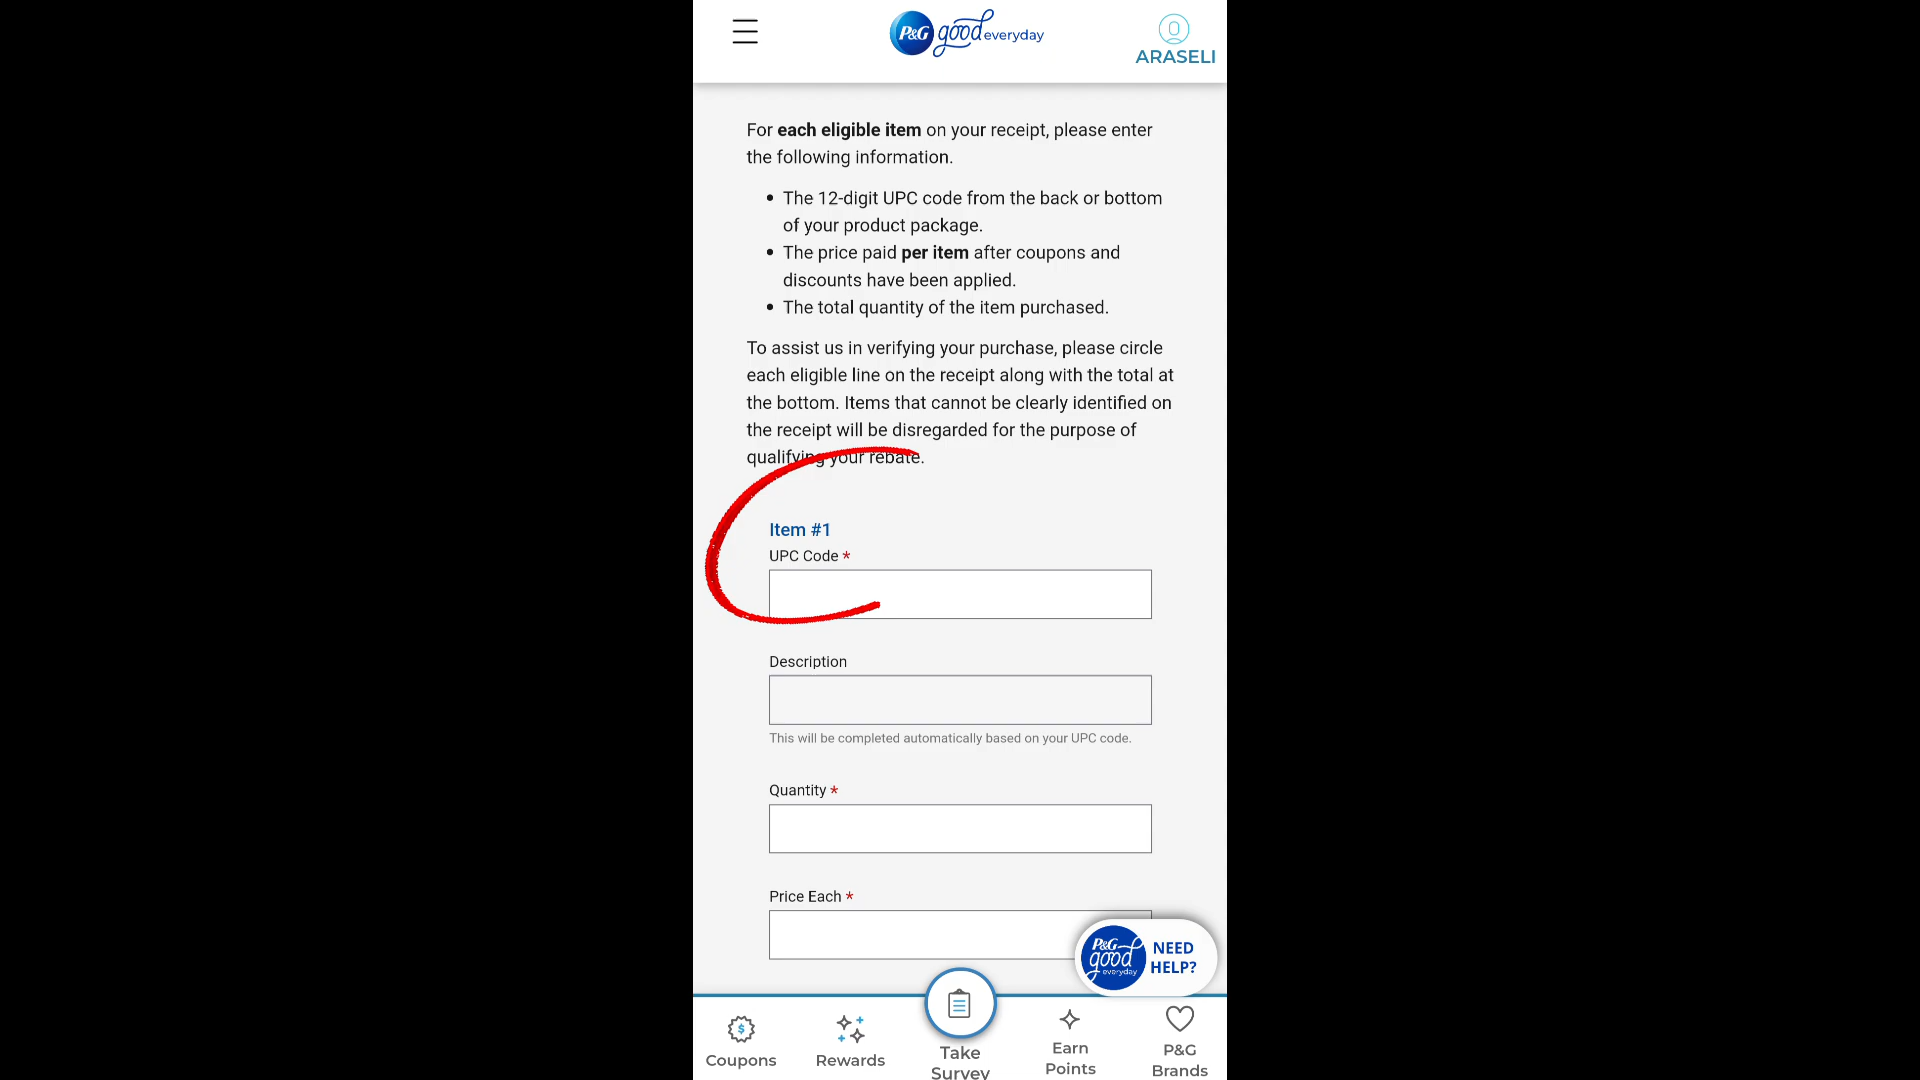 P&G good everyday
ARASELI
For each eligible item on your receipt, please enter
the following information.
• The 12-digit UPC code from the back or bottom
of your product package.
• The price paid per item after coupons and
discounts have been applied.
• The total quantity of the item purchased.
To assist us in verifying your purchase, please circle
each eligible line on the receipt along with the total at
the bottom. Items that cannot be clearly identified on
the receipt will be disregarded for the purpose of
qualifying your rebate.
Item #1
UPC Code *
Description
This will be completed automatically based on your UPC code.
Quantity *
Price Each *
P&G good everyday
NEED
HELP?
Coupons
Rewards
Take
Survey
Earn
Points
P&G
Brands